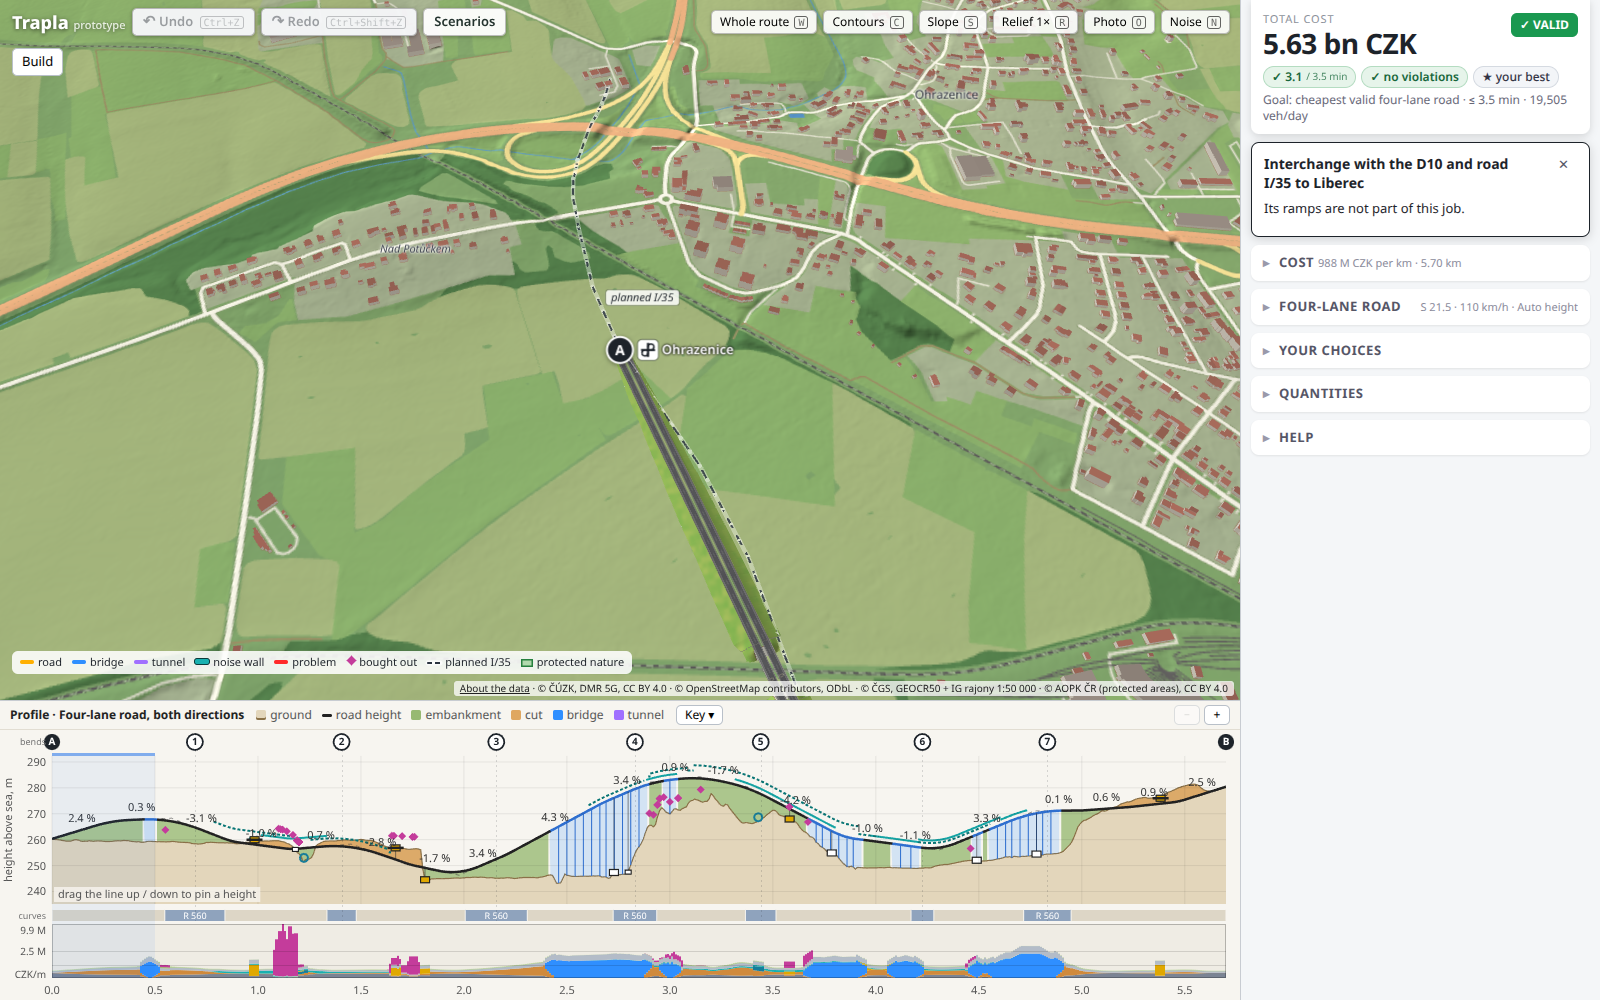 Trapla prototype
↶ Undo Ctrl+Z
↷ Redo Ctrl+Shift+Z
Scenarios
Whole route W
Contours C
Slope S
Relief 1× R
Photo O
Noise N
Build
Ohrazenice
Nad Potůčkem
planned I/35
A
Ohrazenice
road
bridge
tunnel
noise wall
problem
bought out
planned I/35
protected nature
About the data · © ČÚZK, DMR 5G, CC BY 4.0 · © OpenStreetMap contributors, ODbL · © ČGS, GEOCR50 + IG rajony 1:50 000 · © AOPK ČR (protected areas), CC BY 4.0
TOTAL COST
✓ VALID
5.63 bn CZK
✓ 3.1 / 3.5 min
✓ no violations
★ your best
Goal: cheapest valid four-lane road · ≤ 3.5 min · 19,505
veh/day
Interchange with the D10 and road
I/35 to Liberec
×
Its ramps are not part of this job.
▶ COST 988 M CZK per km · 5.70 km
▶ FOUR-LANE ROAD S 21.5 · 110 km/h · Auto height
▶ YOUR CHOICES
▶ QUANTITIES
▶ HELP
Profile · Four-lane road, both directions
ground
road height
embankment
cut
bridge
tunnel
Key ▾
−
+
bends
A 1 2 3 4 5 6 7 B
height above sea, m
290
280
270
260
250
240
2.4 %
0.3 %
-3.1 %
-1.0 %
0.7 %
-2.8 %
-1.7 %
3.4 %
4.3 %
3.4 %
0.9 %
-1.7 %
-4.2 %
-1.0 %
-1.1 %
3.3 %
0.1 %
0.6 %
0.9 %
2.5 %
drag the line up / down to pin a height
curves
R 560
R 560
R 560
R 560
9.9 M
2.5 M
CZK/m
0.0 0.5 1.0 1.5 2.0 2.5 3.0 3.5 4.0 4.5 5.0 5.5